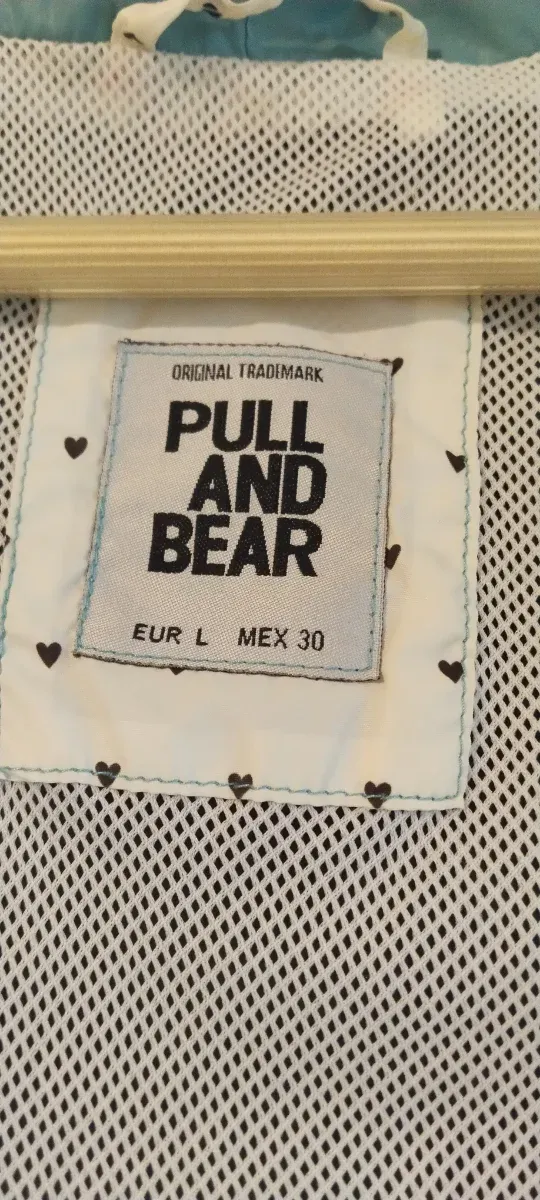 ORIGINAL TRADEMARK
PULL
AND
BEAR
EUR L MEX 30